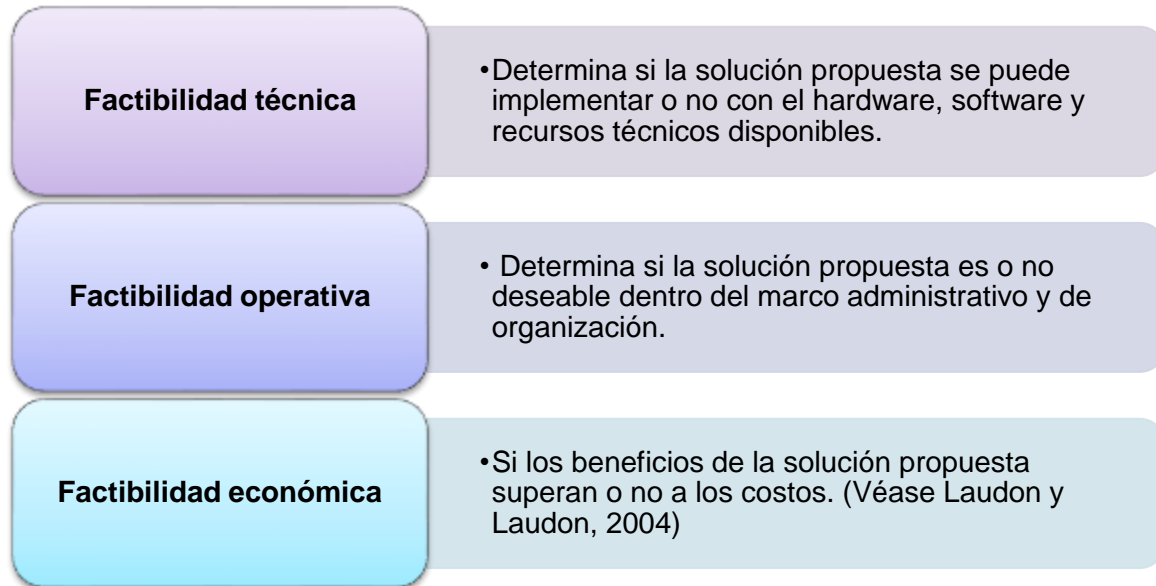 Factibilidad técnica
•Determina si la solución propuesta se puede
implementar o no con el hardware, software y
recursos técnicos disponibles.
Factibilidad operativa
• Determina si la solución propuesta es o no
deseable dentro del marco administrativo y de
organización.
Factibilidad económica
•Si los beneficios de la solución propuesta
superan o no a los costos. (Véase Laudon y
Laudon, 2004)